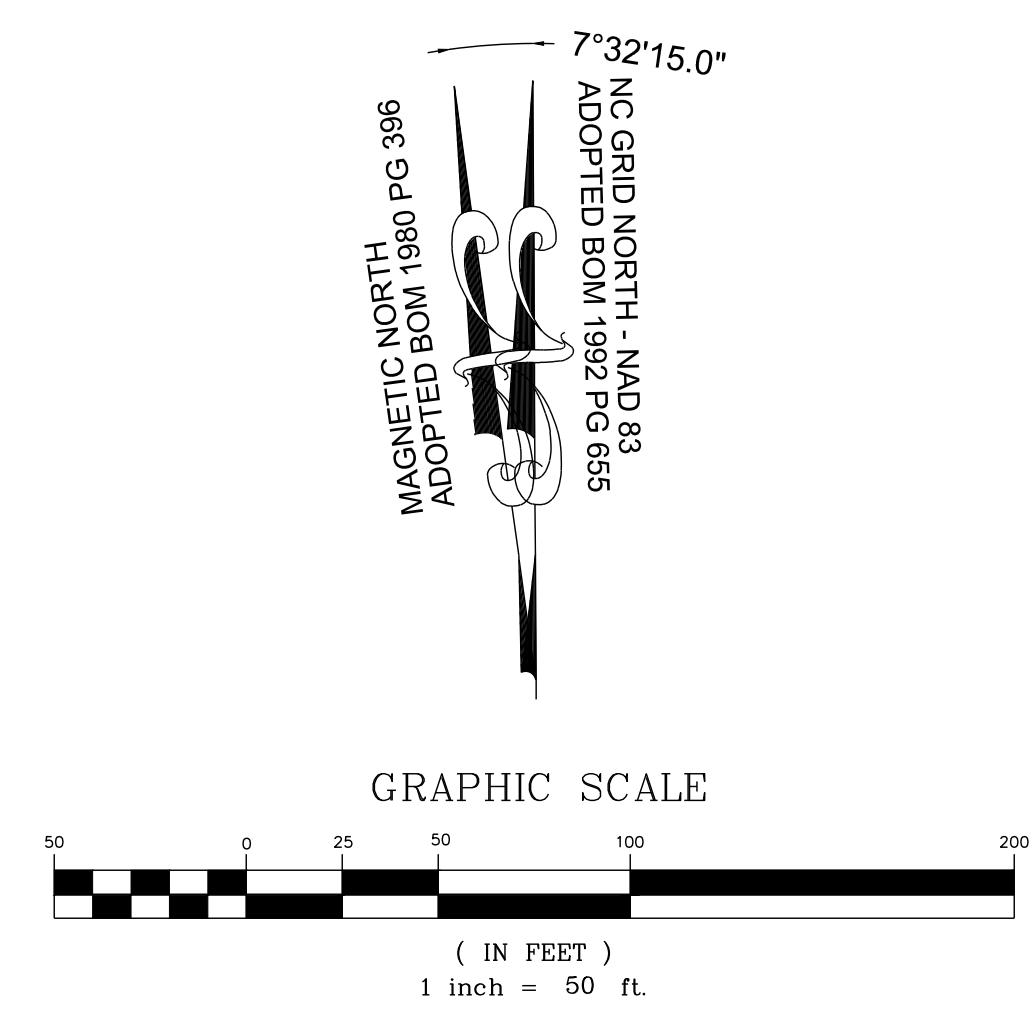 7°32'15.0"
MAGNETIC NORTH
ADOPTED BOM 1980 PG 396
NC GRID NORTH - NAD 83
ADOPTED BOM 1992 PG 655
GRAPHIC SCALE
50 0 25 50 100 200
( IN FEET )
1 inch = 50 ft.